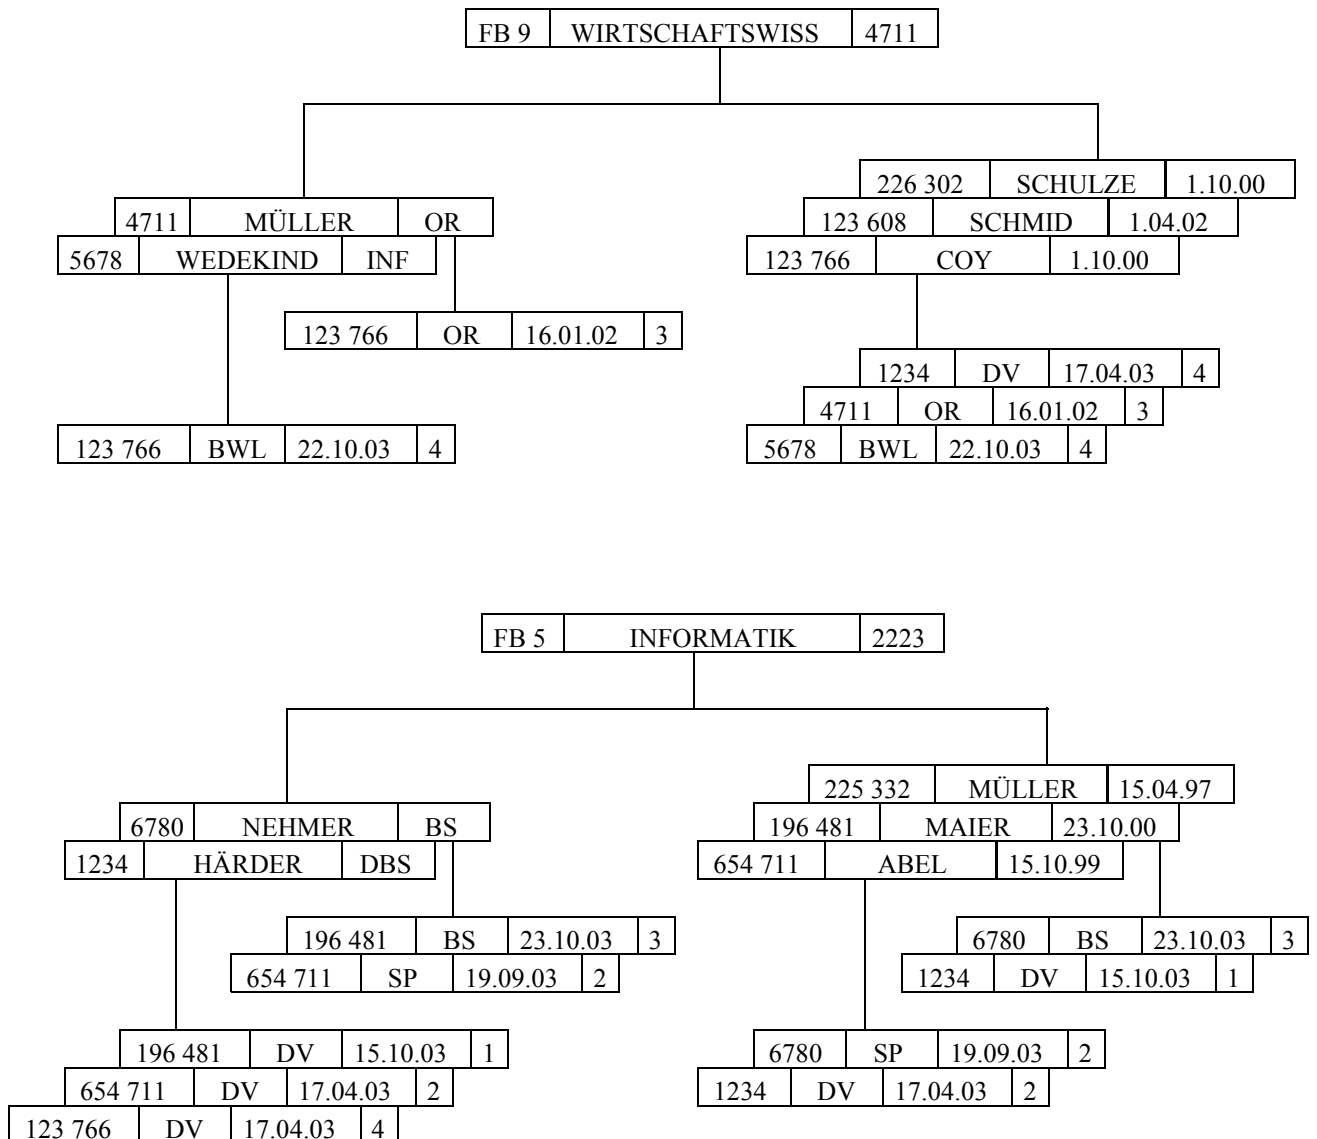 FB 9 WIRTSCHAFTSWISS 4711
226 302 SCHULZE 1.10.00
4711 MÜLLER OR
123 608 SCHMID 1.04.02
5678 WEDEKIND INF
123 766 COY 1.10.00
123 766 OR 16.01.02 3
1234 DV 17.04.03 4
4711 OR 16.01.02 3
123 766 BWL 22.10.03 4
5678 BWL 22.10.03 4
FB 5 INFORMATIK 2223
225 332 MÜLLER 15.04.97
6780 NEHMER BS
196 481 MAIER 23.10.00
1234 HÄRDER DBS
654 711 ABEL 15.10.99
196 481 BS 23.10.03 3
6780 BS 23.10.03 3
654 711 SP 19.09.03 2
1234 DV 15.10.03 1
196 481 DV 15.10.03 1
6780 SP 19.09.03 2
654 711 DV 17.04.03 2
1234 DV 17.04.03 2
123 766 DV 17.04.03 4